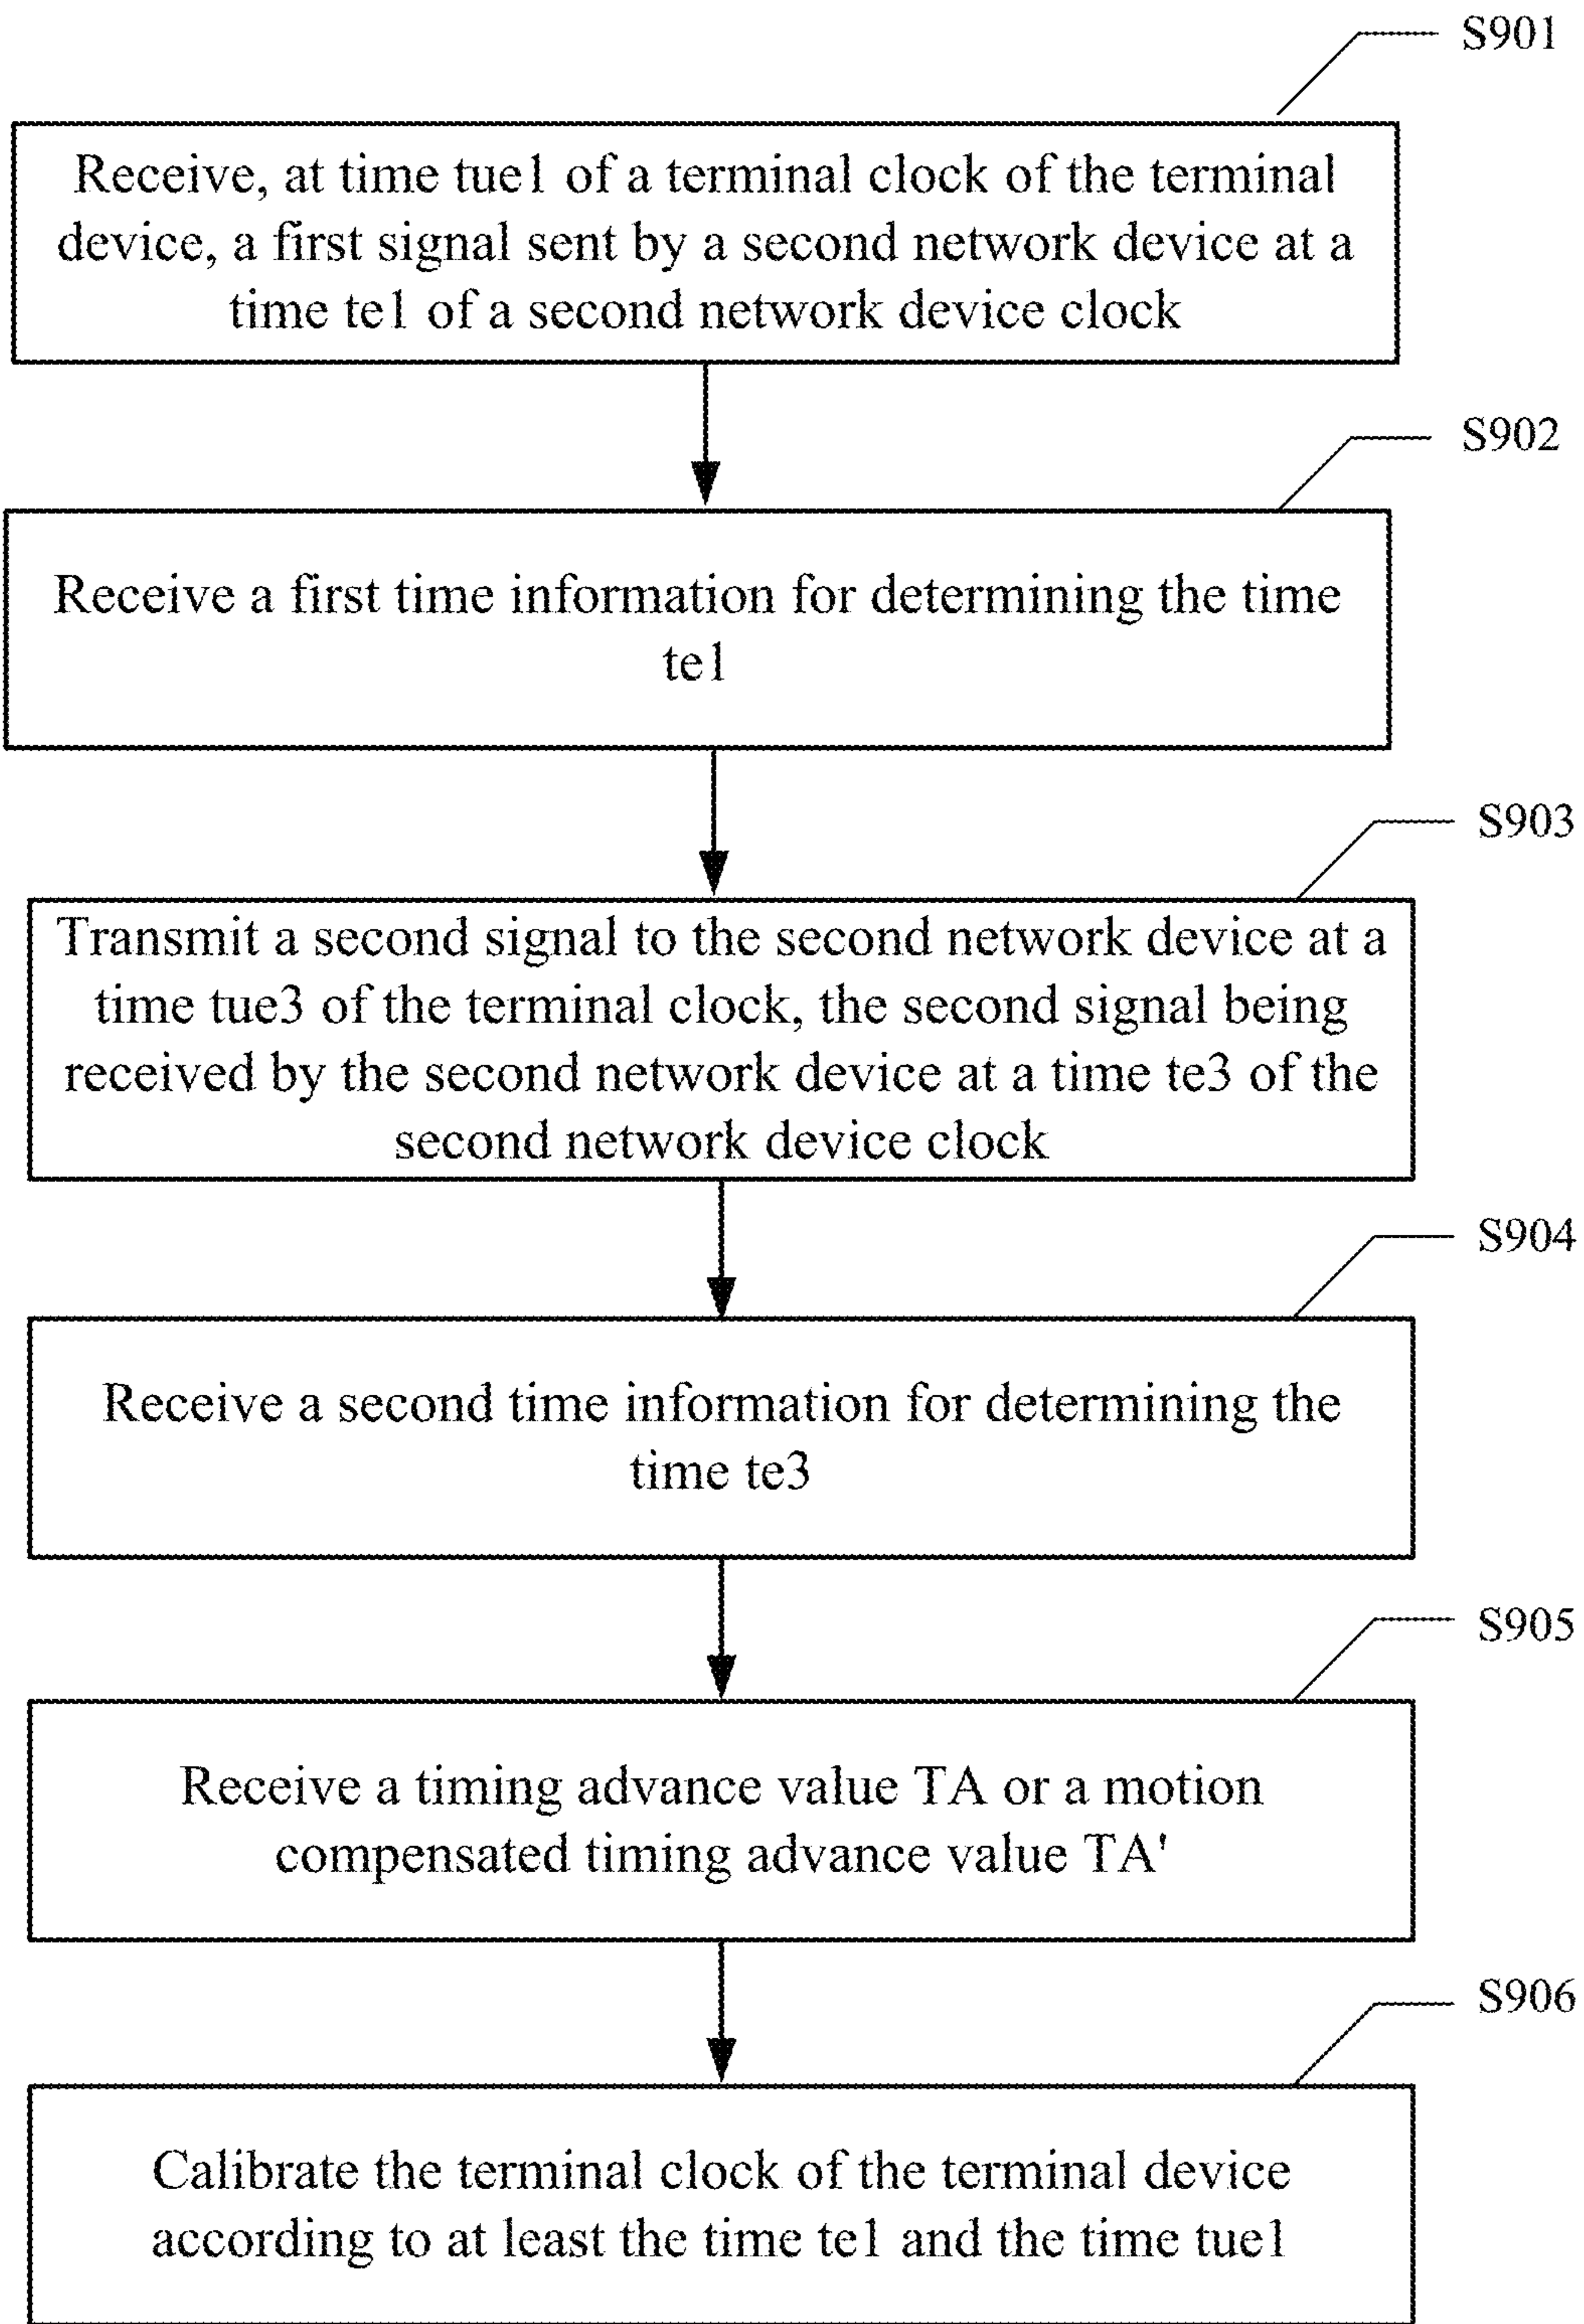 S901
Receive, at time tue1 of a terminal clock of the terminal
device, a first signal sent by a second network device at a
time te1 of a second network device clock
S902
Receive a first time information for determining the time
te1
S903
Transmit a second signal to the second network device at a
time tue3 of the terminal clock, the second signal being
received by the second network device at a time te3 of the
second network device clock
S904
Receive a second time information for determining the
time te3
S905
Receive a timing advance value TA or a motion
compensated timing advance value TA'
S906
Calibrate the terminal clock of the terminal device
according to at least the time te1 and the time tue1